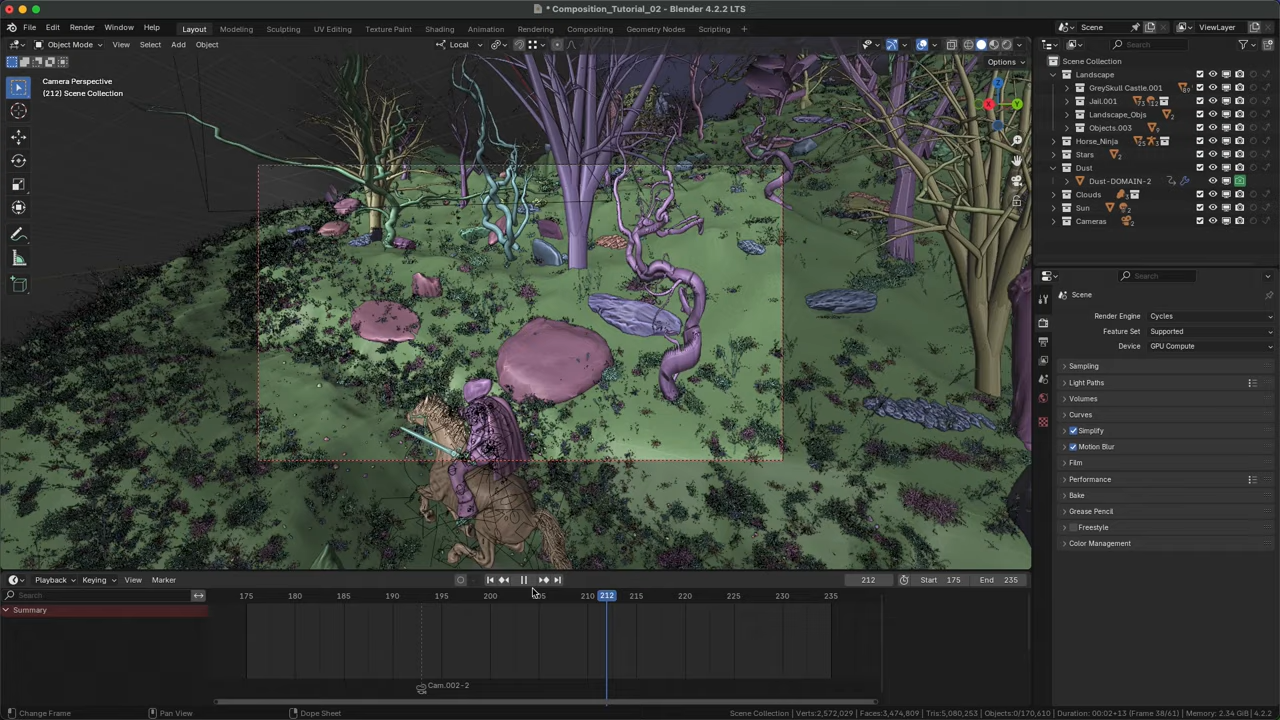 * Composition_Tutorial_02 - Blender 4.2.2 LTS
File Edit Render Window Help Layout Modeling Sculpting UV Editing Texture Paint Shading Animation Rendering Compositing Geometry Nodes Scripting Scene ViewLayer
Object Mode View Select Add Object Local Search
Options
Camera Perspective
(212) Scene Collection
Scene Collection
Landscape
GreySkull Castle.001
Jail.001
Landscape_Objs
Objects.003
Horse_Ninja
Stars
Dust
Dust-DOMAIN-2
Clouds
Sun
Cameras
Search
Scene
Render Engine Cycles
Feature Set Supported
Device GPU Compute
Sampling
Light Paths
Volumes
Curves
Simplify
Motion Blur
Film
Performance
Bake
Grease Pencil
Freestyle
Color Management
X
Y
Z
Playback Keying View Marker 212 Start 175 End 235
Search 175 180 185 190 195 200 205 210 212 215 220 225 230 235
Summary
Cam.002-2
Change Frame Pan View Dope Sheet Scene Collection | Verts:2,572,029 | Faces:3,474,809 | Tris:5,080,253 | Objects:0/170,610 | Duration: 00:02+13 (Frame 38/61) | Memory: 2.34 GiB | 4.2.2